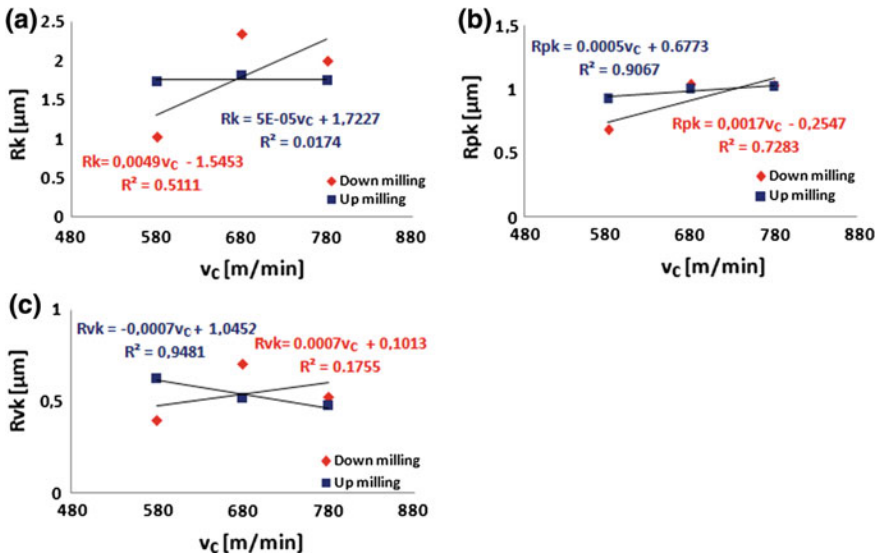 (a)
2.5
2
1.5
1
0.5
0
Rk [µm]
Rk = 5E-05vC + 1,7227
R² = 0.0174
Rk= 0,0049vC - 1.5453
R² = 0.5111
Down milling
Up milling
480 580 680 780 880
vC [m/min]
(b)
1,5
1
0.5
0
Rpk [µm]
Rpk = 0.0005vC + 0.6773
R² = 0.9067
Rpk = 0,0017vC - 0,2547
R² = 0.7283
Down milling
Up milling
480 580 680 780 880
vC [m/min]
(c)
1
0,5
0
Rvk [µm]
Rvk = -0,0007vC + 1,0452
R² = 0,9481
Rvk= 0.0007vC + 0,1013
R² = 0.1755
Down milling
Up milling
480 580 680 780 880
vC [m/min]